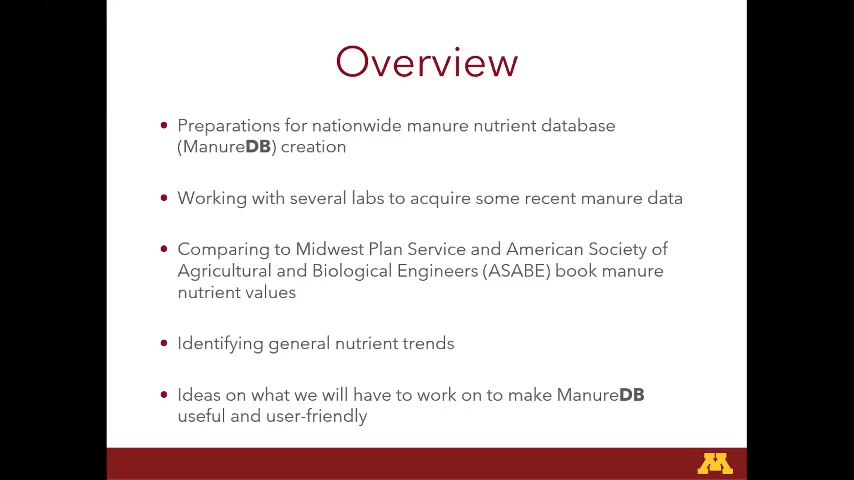 Overview
• Preparations for nationwide manure nutrient database
(ManureDB) creation
• Working with several labs to acquire some recent manure data
• Comparing to Midwest Plan Service and American Society of
Agricultural and Biological Engineers (ASABE) book manure
nutrient values
• Identifying general nutrient trends
• Ideas on what we will have to work on to make ManureDB
useful and user-friendly
M